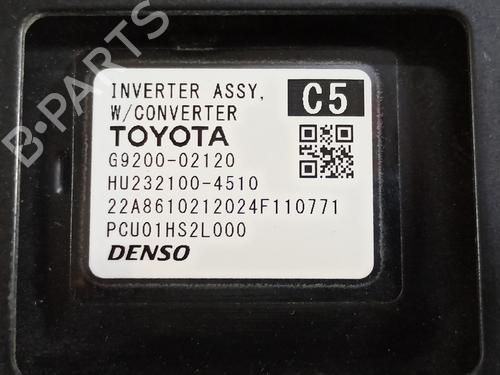 INVERTER ASSY,
W/CONVERTER
C5
TOYOTA
G9200-02120
HU232100-4510
22A8610212024F110771
PCU01HS2L000
DENSO
B-PARTS